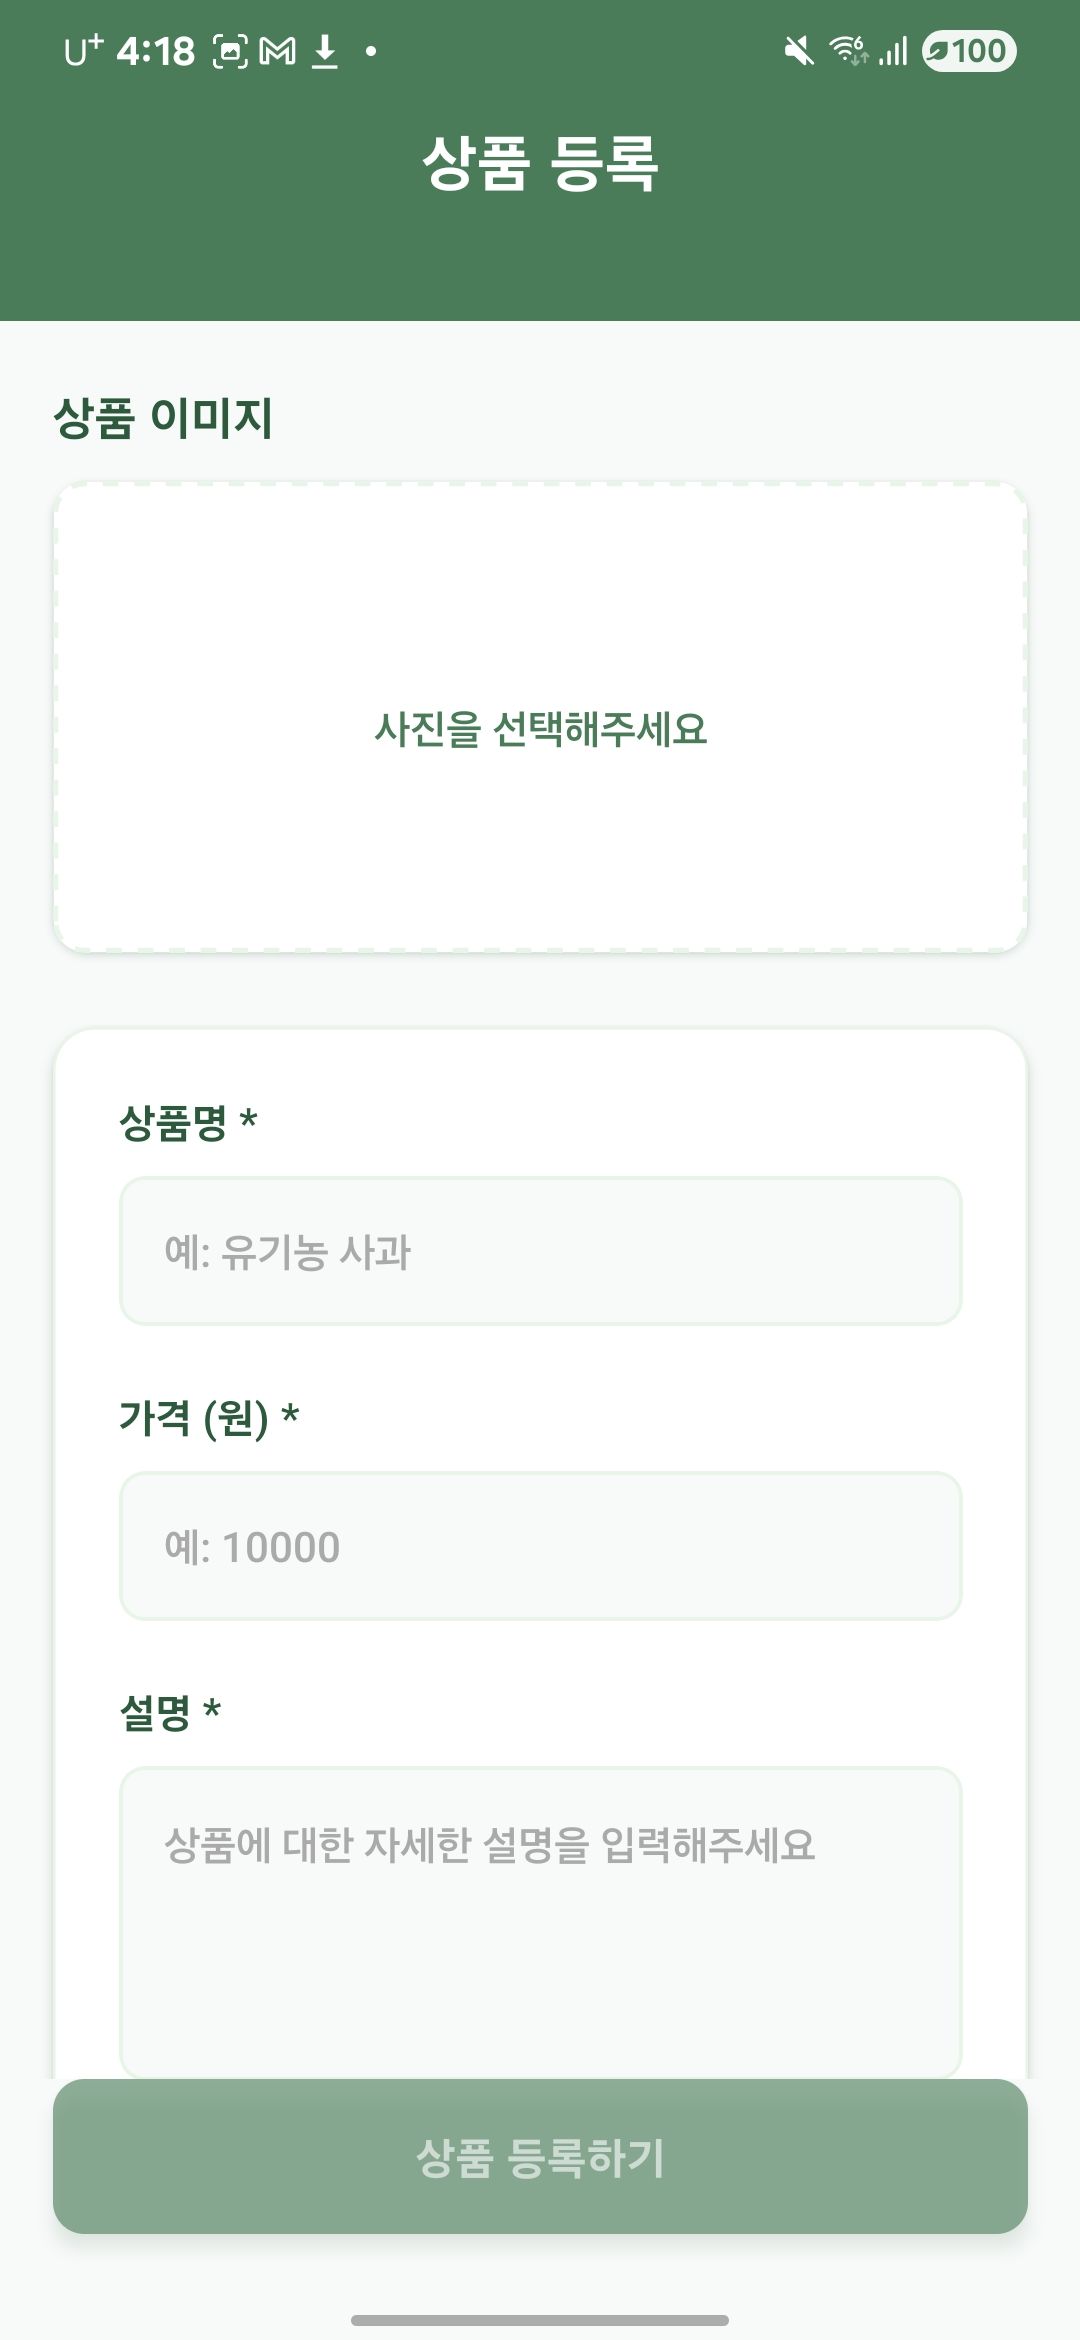 U+ 4:18 6 100
상품 등록
상품 이미지
사진을 선택해주세요
상품명 *
예: 유기농 사과
가격 (원) *
예: 10000
설명 *
상품에 대한 자세한 설명을 입력해주세요
상품 등록하기